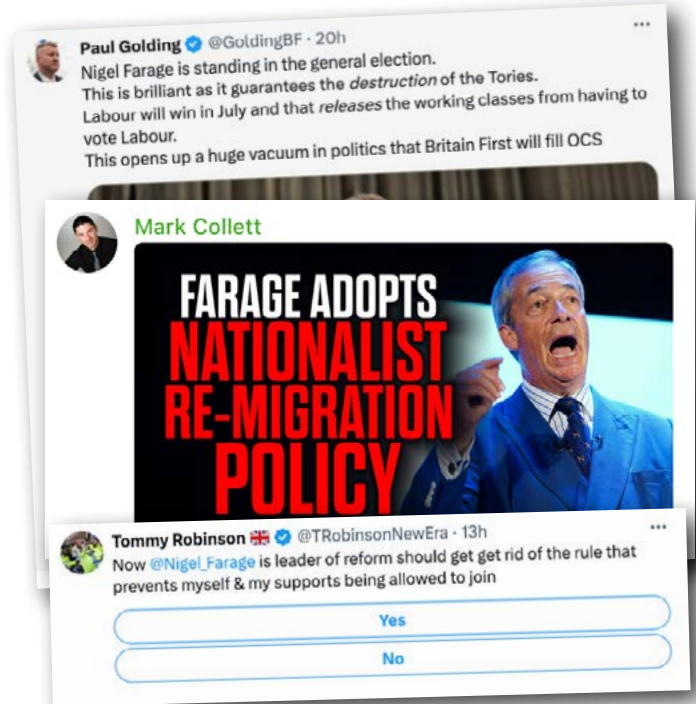 Paul Golding @GoldingBF · 20h
Nigel Farage is standing in the general election.
This is brilliant as it guarantees the destruction of the Tories.
Labour will win in July and that releases the working classes from having to
vote Labour.
This opens up a huge vacuum in politics that Britain First will fill OCS
Mark Collett
FARAGE ADOPTS
NATIONALIST
RE-MIGRATION
POLICY
Tommy Robinson 🇬🇧 @TRobinsonNewEra · 13h
Now @Nigel_Farage is leader of reform should get get rid of the rule that
prevents myself & my supports being allowed to join
Yes
No